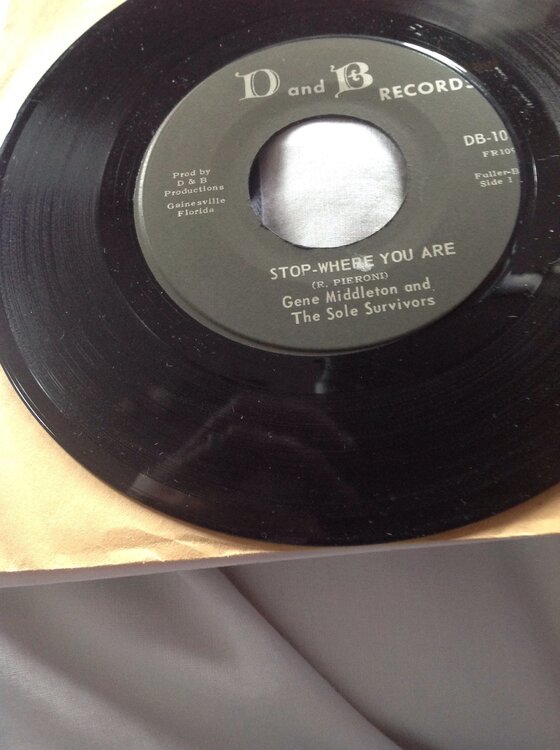 D and B RECORDS
DB-10
FR109
Fuller-B
Side 1
Prod by
D & B
Productions
Gainesville
Florida
STOP-WHERE YOU ARE
(R. PIERONI)
Gene Middleton and
The Sole Survivors